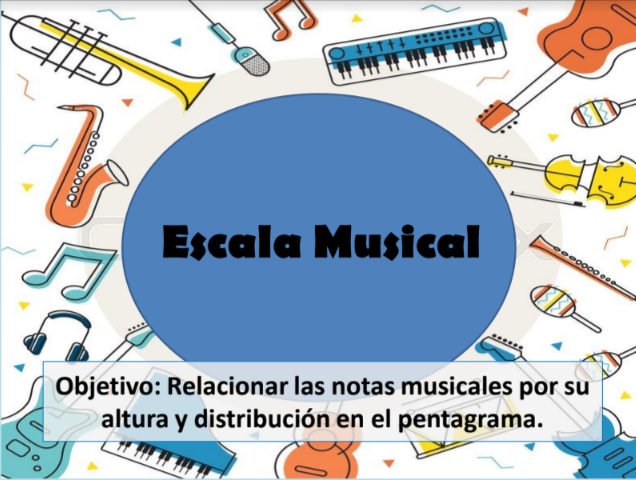 Escala Musical
Objetivo: Relacionar las notas musicales por su
altura y distribución en el pentagrama.